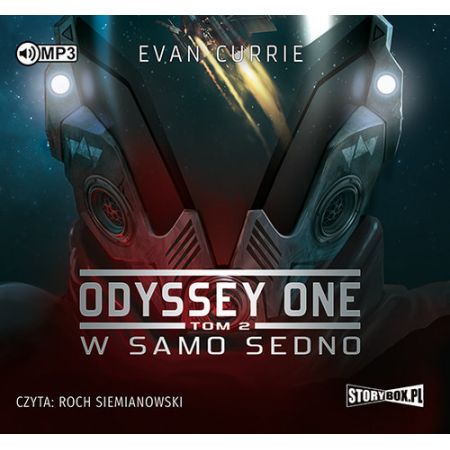 MP3
EVAN CURRIE
ODYSSEY ONE
TOM 2
W SAMO SEDNO
CZYTA: ROCH SIEMIANOWSKI
STORYBOX.PL